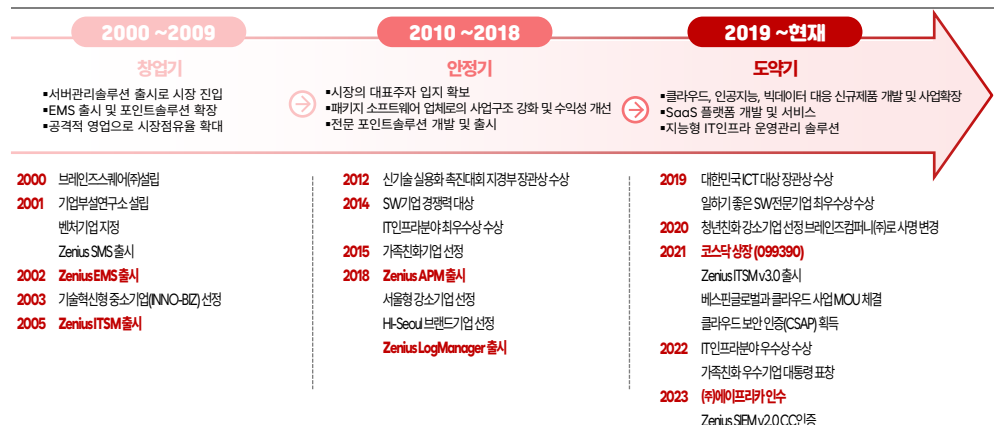 2000 ~2009
창업기
▪서버관리솔루션 출시로 시장 진입
▪EMS 출시 및 포인트솔루션 확장
▪공격적 영업으로 시장점유율 확대
2010 ~2018
안정기
▪시장의 대표주자 입지 확보
▪패키지 소프트웨어 업체로의 사업구조 강화 및 수익성 개선
▪전문 포인트솔루션 개발 및 출시
2019 ~현재
도약기
▪클라우드, 인공지능, 빅데이터 대응 신규제품 개발 및 사업확장
▪SaaS 플랫폼 개발 및 서비스
▪지능형 IT인프라 운영관리 솔루션
2000 브레인즈스퀘어㈜설립
2001 기업부설연구소 설립
벤처기업 지정
Zenius SMS 출시
2002 Zenius EMS 출시
2003 기술혁신형 중소기업(INNO-BIZ) 선정
2005 Zenius ITSM 출시
2012 신기술 실용화 촉진대회 지경부 장관상 수상
2014 SW기업 경쟁력 대상
IT인프라분야 최우수상 수상
2015 가족친화기업 선정
2018 Zenius APM 출시
서울형 강소기업 선정
Hi-Seoul 브랜드기업 선정
Zenius LogManager 출시
2019 대한민국 ICT 대상 장관상 수상
일하기 좋은 SW전문기업 최우수상 수상
2020 청년친화 강소기업 선정 브레인즈컴퍼니㈜로 사명 변경
2021 코스닥 상장 (099390)
Zenius ITSM v3.0 출시
베스핀글로벌과 클라우드 사업 MOU 체결
클라우드 보안 인증(CSAP) 획득
2022 IT인프라분야 우수상 수상
가족친화 우수기업 대통령 표창
2023 ㈜에이프리카 인수
Zenius SIEM v2.0 CC인증